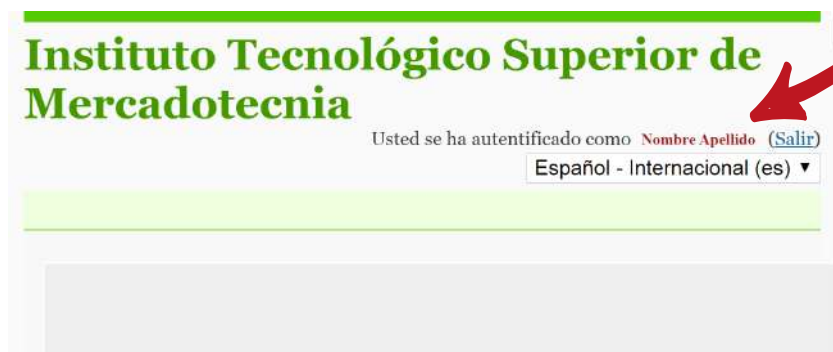 Instituto Tecnológico Superior de
Mercadotecnia
Usted se ha autentificado como Nombre Apellido (Salir)
Español - Internacional (es) ▼